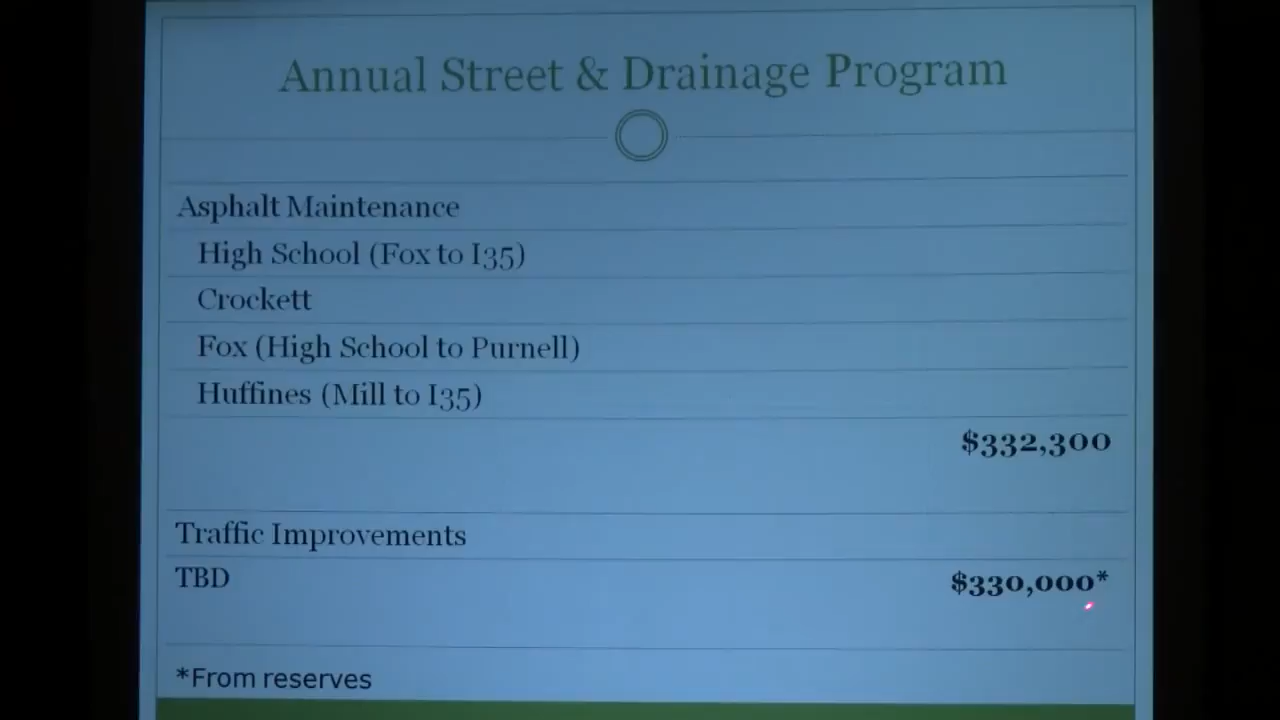 Annual Street & Drainage Program
Asphalt Maintenance
High School (Fox to I35)
Crockett
Fox (High School to Purnell)
Huffines (Mill to I35)
$332,300
Traffic Improvements
TBD $330,000*
*From reserves